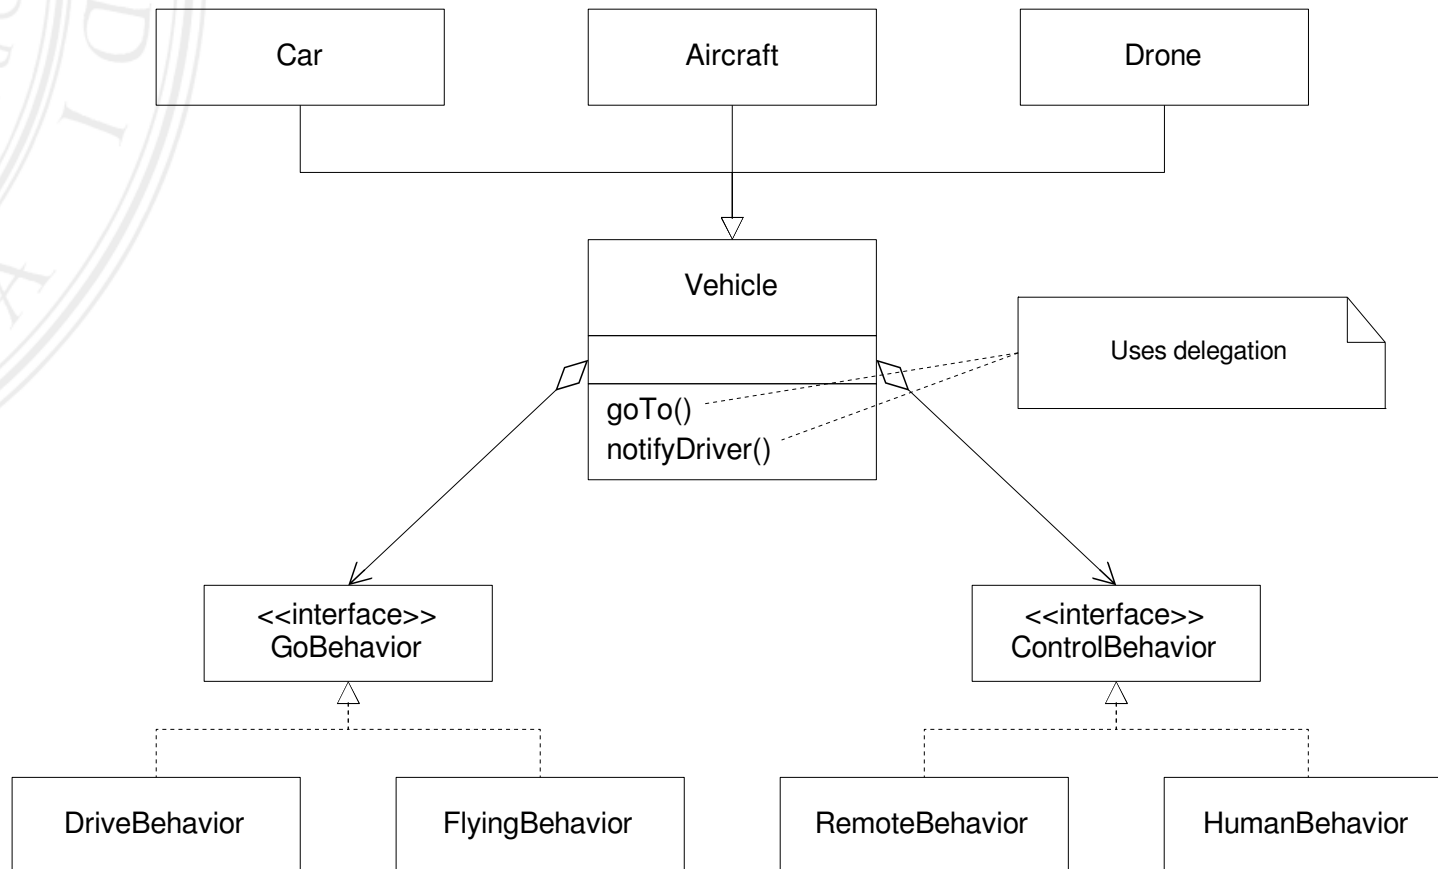 Car
Aircraft
Drone
Vehicle
Uses delegation
goTo()
notifyDriver()
<<interface>>
GoBehavior
<<interface>>
ControlBehavior
DriveBehavior
FlyingBehavior
RemoteBehavior
HumanBehavior